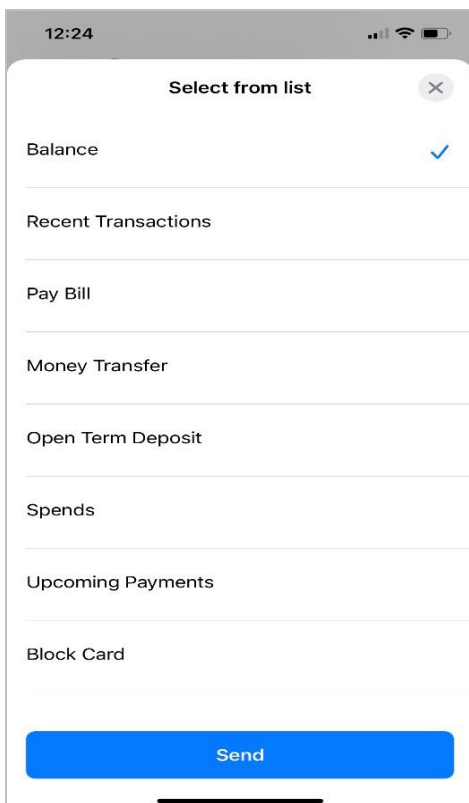 12:24
Select from list
Balance
Recent Transactions
Pay Bill
Money Transfer
Open Term Deposit
Spends
Upcoming Payments
Block Card
Send